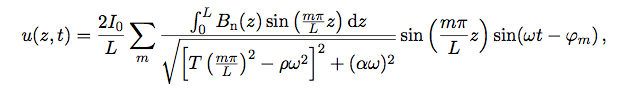 u(z, t) = \frac{2I_0}{L} \sum_m \frac{\int_0^L B_n(z) \sin\left(\frac{m\pi}{L}z\right) dz}{\sqrt{\left[T\left(\frac{m\pi}{L}\right)^2 - \rho\omega^2\right]^2 + (\alpha\omega)2}} \sin\left(\frac{m\pi}{L}z\right) \sin(\omega t - \varphi_m),